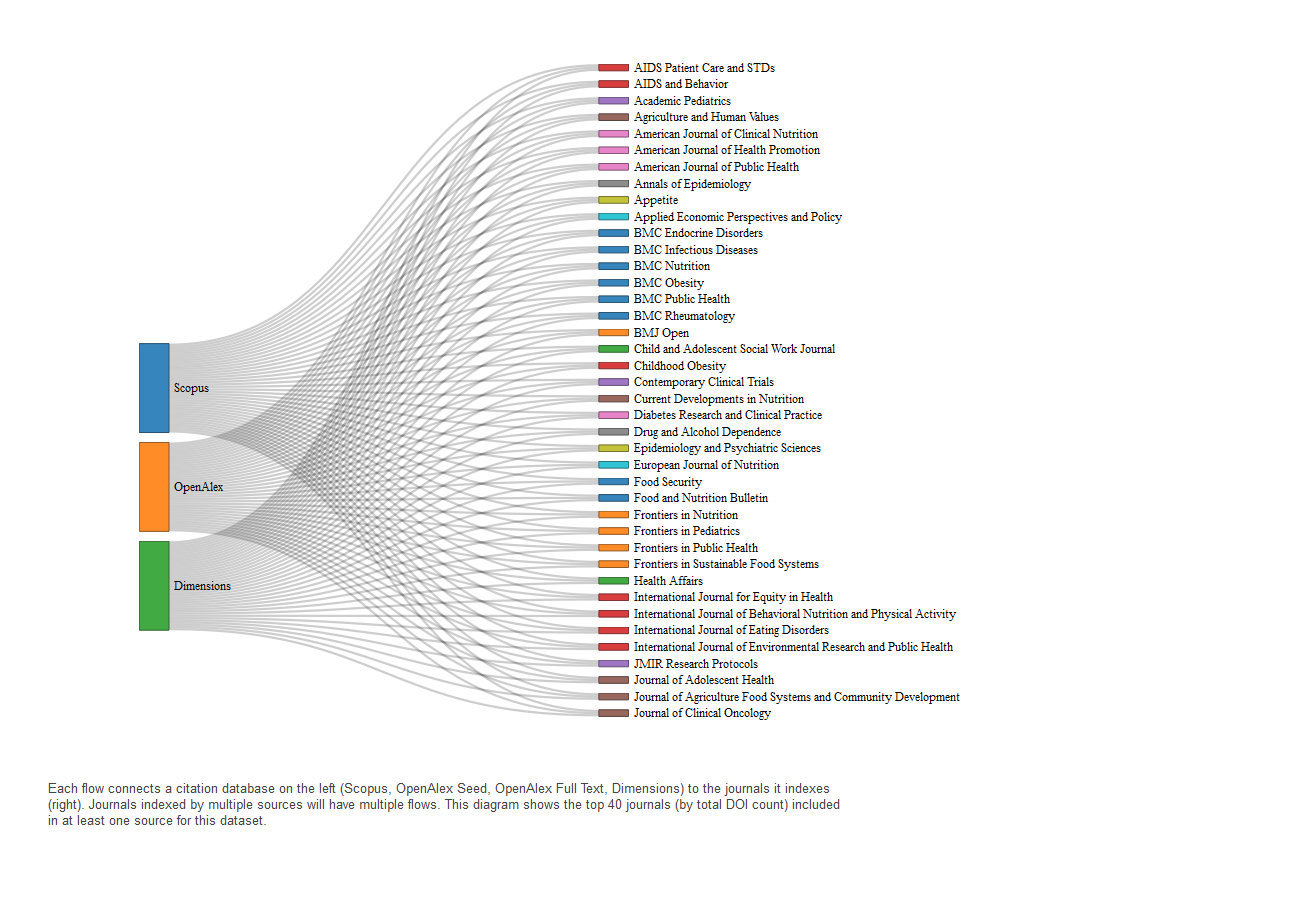 Scopus
OpenAlex
Dimensions
AIDS Patient Care and STDs
AIDS and Behavior
Academic Pediatrics
Agriculture and Human Values
American Journal of Clinical Nutrition
American Journal of Health Promotion
American Journal of Public Health
Annals of Epidemiology
Appetite
Applied Economic Perspectives and Policy
BMC Endocrine Disorders
BMC Infectious Diseases
BMC Nutrition
BMC Obesity
BMC Public Health
BMC Rheumatology
BMJ Open
Child and Adolescent Social Work Journal
Childhood Obesity
Contemporary Clinical Trials
Current Developments in Nutrition
Diabetes Research and Clinical Practice
Drug and Alcohol Dependence
Epidemiology and Psychiatric Sciences
European Journal of Nutrition
Food Security
Food and Nutrition Bulletin
Frontiers in Nutrition
Frontiers in Pediatrics
Frontiers in Public Health
Frontiers in Sustainable Food Systems
Health Affairs
International Journal for Equity in Health
International Journal of Behavioral Nutrition and Physical Activity
International Journal of Eating Disorders
International Journal of Environmental Research and Public Health
JMIR Research Protocols
Journal of Adolescent Health
Journal of Agriculture Food Systems and Community Development
Journal of Clinical Oncology
Each flow connects a citation database on the left (Scopus, OpenAlex Seed, OpenAlex Full Text, Dimensions) to the journals it indexes
(right). Journals indexed by multiple sources will have multiple flows. This diagram shows the top 40 journals (by total DOI count) included
in at least one source for this dataset.